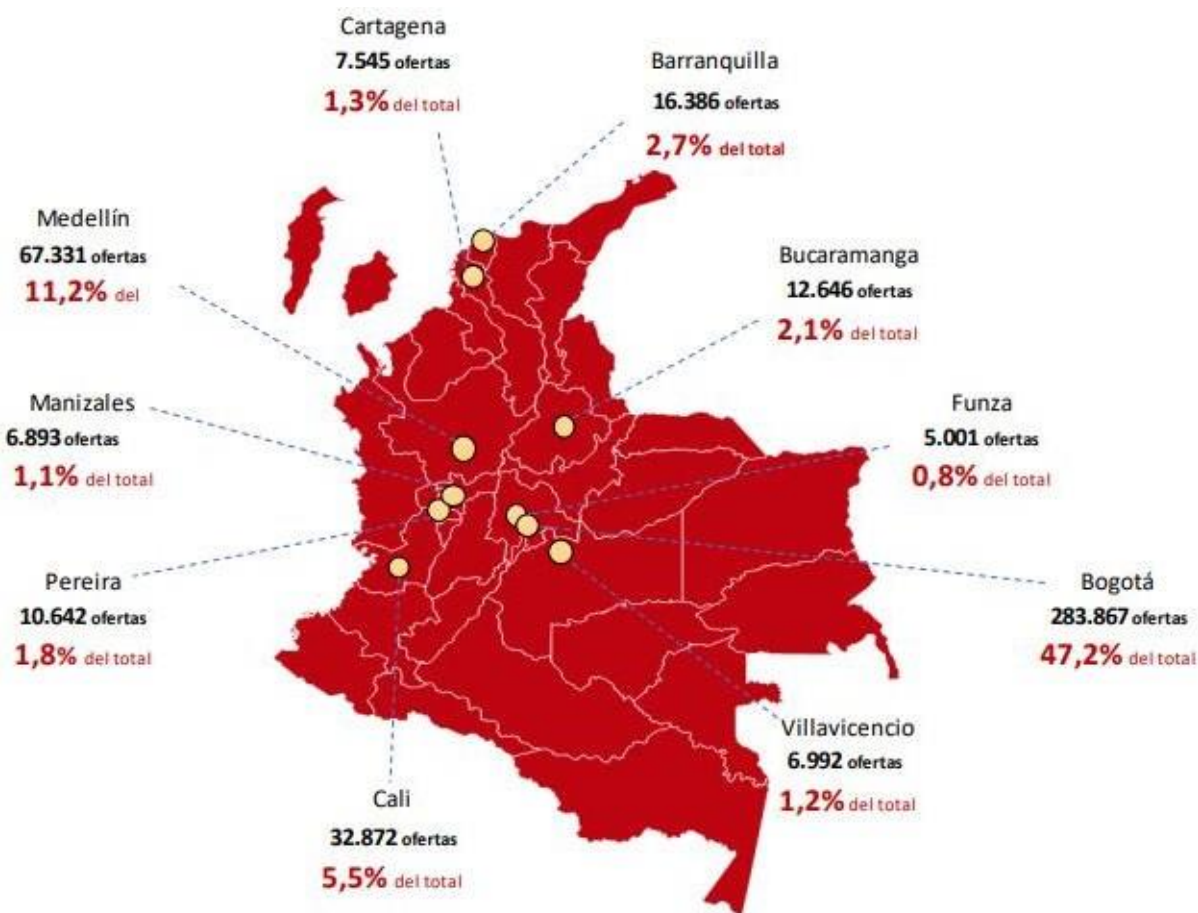 Cartagena
7.545 ofertas
1,3% del total
Barranquilla
16.386 ofertas
2,7% del total
Medellín
67.331 ofertas
11,2% del
Bucaramanga
12.646 ofertas
2,1% del total
Manizales
6.893 ofertas
1,1% del total
Funza
5.001 ofertas
0,8% del total
Pereira
10.642 ofertas
1,8% del total
Bogotá
283.867 ofertas
47,2% del total
Villavicencio
6.992 ofertas
1,2% del total
Cali
32.872 ofertas
5,5% del total